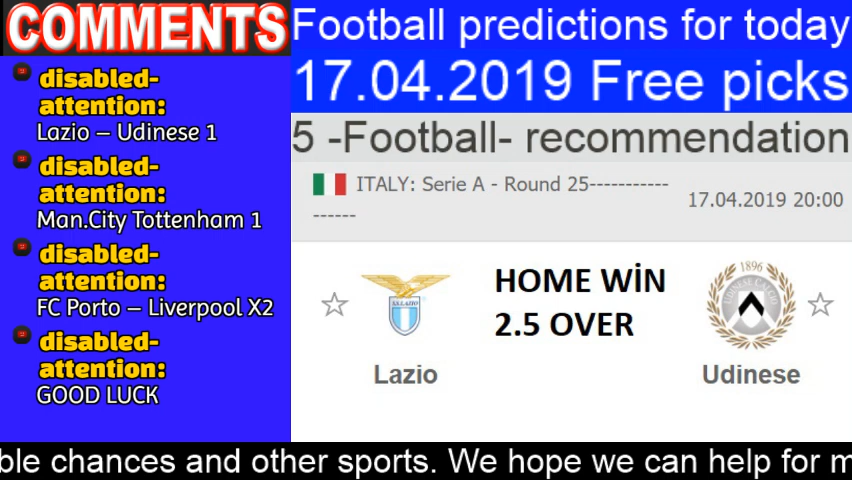 COMMENTS
disabled-
attention:
Lazio – Udinese 1
disabled-
attention:
Man.City Tottenham 1
disabled-
attention:
FC Porto – Liverpool X2
disabled-
attention:
GOOD LUCK
Football predictions for today
17.04.2019 Free picks
5 -Football- recommendation
ITALY: Serie A - Round 25-----------
------
17.04.2019 20:00
HOME WİN
2.5 OVER
S.S.LAZIO
1896
UDINESE CALCIO
Lazio
Udinese
ble chances and other sports. We hope we can help for m